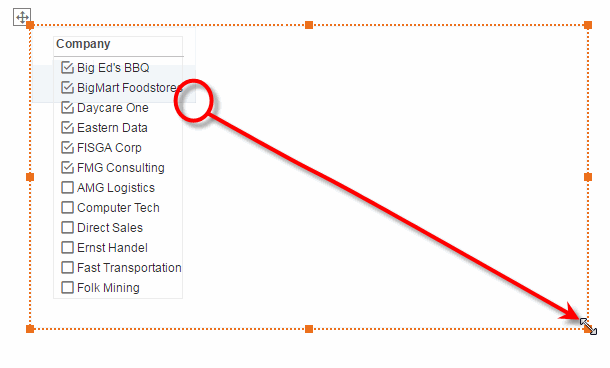 Company
Big Ed's BBQ
BigMart Foodstores
Daycare One
Eastern Data
FISGA Corp
FMG Consulting
AMG Logistics
Computer Tech
Direct Sales
Ernst Handel
Fast Transportation
Folk Mining